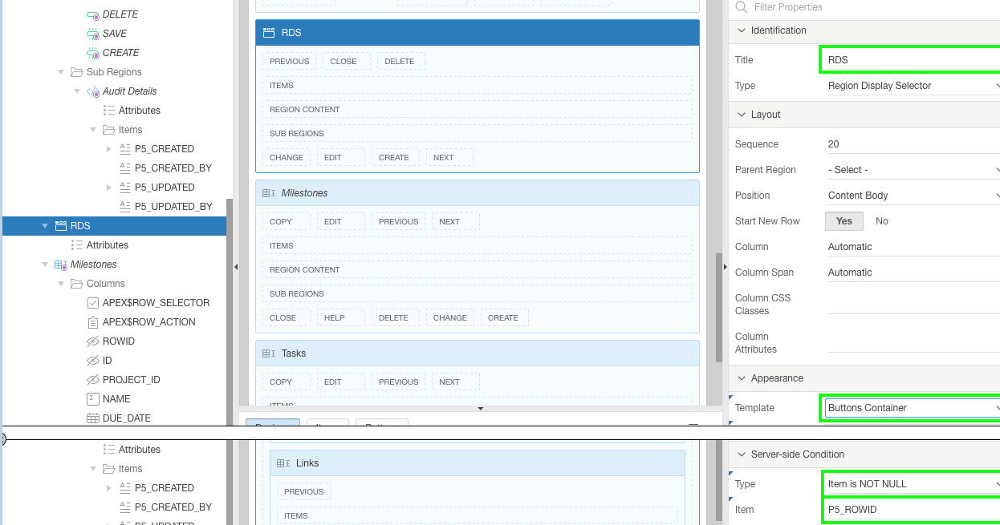 DELETE
SAVE
CREATE
Sub Regions
Audit Details
Attributes
Items
P5_CREATED
P5_CREATED_BY
P5_UPDATED
P5_UPDATED_BY
RDS
Attributes
Milestones
Columns
APEX$ROW_SELECTOR
APEX$ROW_ACTION
ROWID
ID
PROJECT_ID
NAME
DUE_DATE
Attributes
Items
P5_CREATED
P5_CREATED_BY
RDS
PREVIOUS CLOSE DELETE
ITEMS
REGION CONTENT
SUB REGIONS
CHANGE EDIT CREATE NEXT
Milestones
COPY EDIT PREVIOUS NEXT
ITEMS
REGION CONTENT
SUB REGIONS
CLOSE HELP DELETE CHANGE CREATE
Tasks
COPY EDIT PREVIOUS NEXT
Links
PREVIOUS
ITEMS
Filter Properties
Identification
Title RDS
Type Region Display Selector
Layout
Sequence 20
Parent Region - Select -
Position Content Body
Start New Row Yes No
Column Automatic
Column Span Automatic
Column CSS
Classes
Column
Attributes
Appearance
Template Buttons Container
Server-side Condition
Type Item is NOT NULL
Item P5_ROWID